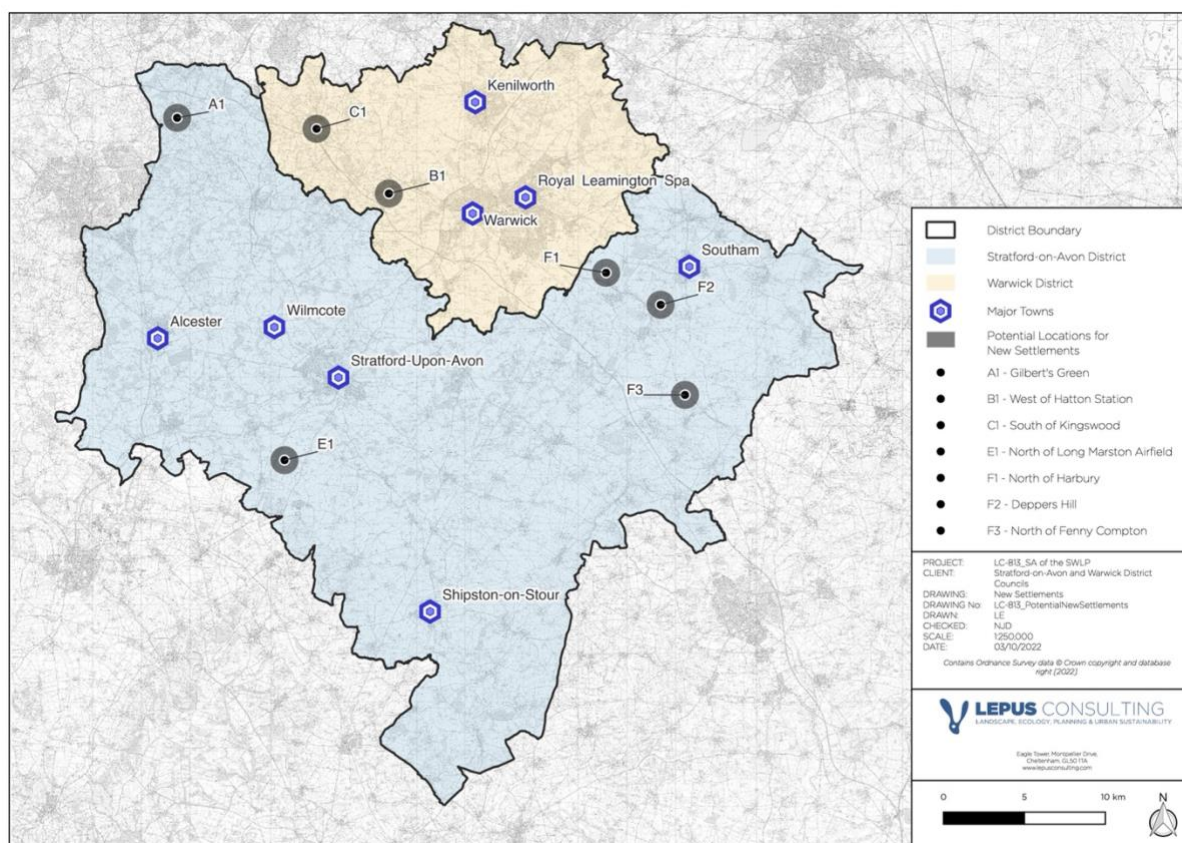 A1
C1
Kenilworth
B1
Royal Leamington Spa
Warwick
F1
Southam
F2
Alcester
Wilmcote
Stratford-Upon-Avon
F3
E1
Shipston-on-Stour
District Boundary
Stratford-on-Avon District
Warwick District
Major Towns
Potential Locations for
New Settlements
A1 - Gilbert's Green
B1 - West of Hatton Station
C1 - South of Kingswood
E1 - North of Long Marston Airfield
F1 - North of Harbury
F2 - Deppers Hill
F3 - North of Fenny Compton
PROJECT: LC-813_SA of the SWLP
CLIENT: Stratford-on-Avon and Warwick District
Councils
DRAWING: New Settlements
DRAWING No: LC-813_PotentialNewSettlements
DRAWN: LE
CHECKED: NJD
SCALE: 1:250,000
DATE: 03/10/2022
Contains Ordnance Survey data © Crown copyright and database
right [2022]
LEPUS CONSULTING
LANDSCAPE, ECOLOGY, PLANNING & URBAN SUSTAINABILITY
Eagle Tower, Montpellier Drive,
Cheltenham, GL50 1TA
www.lepusconsulting.com
0 5 10 km
N